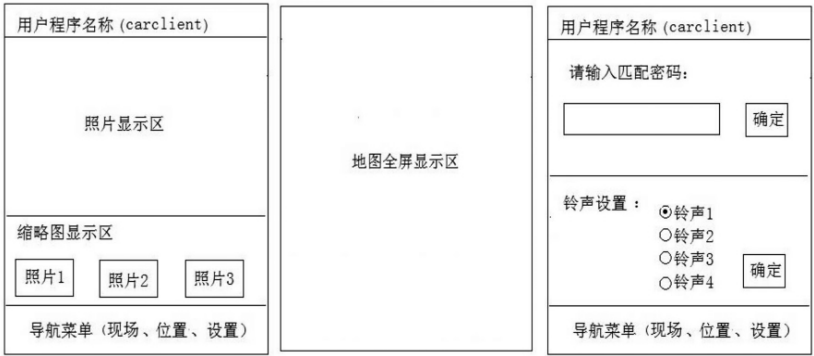 用户程序名称(carclient)
照片显示区
缩略图显示区
照片1 照片2 照片3
导航菜单(现场、位置、设置)
地图全屏显示区
用户程序名称(carclient)
请输入匹配密码:
确定
铃声设置:
铃声1
铃声2
铃声3
铃声4
确定
导航菜单(现场、位置、设置)